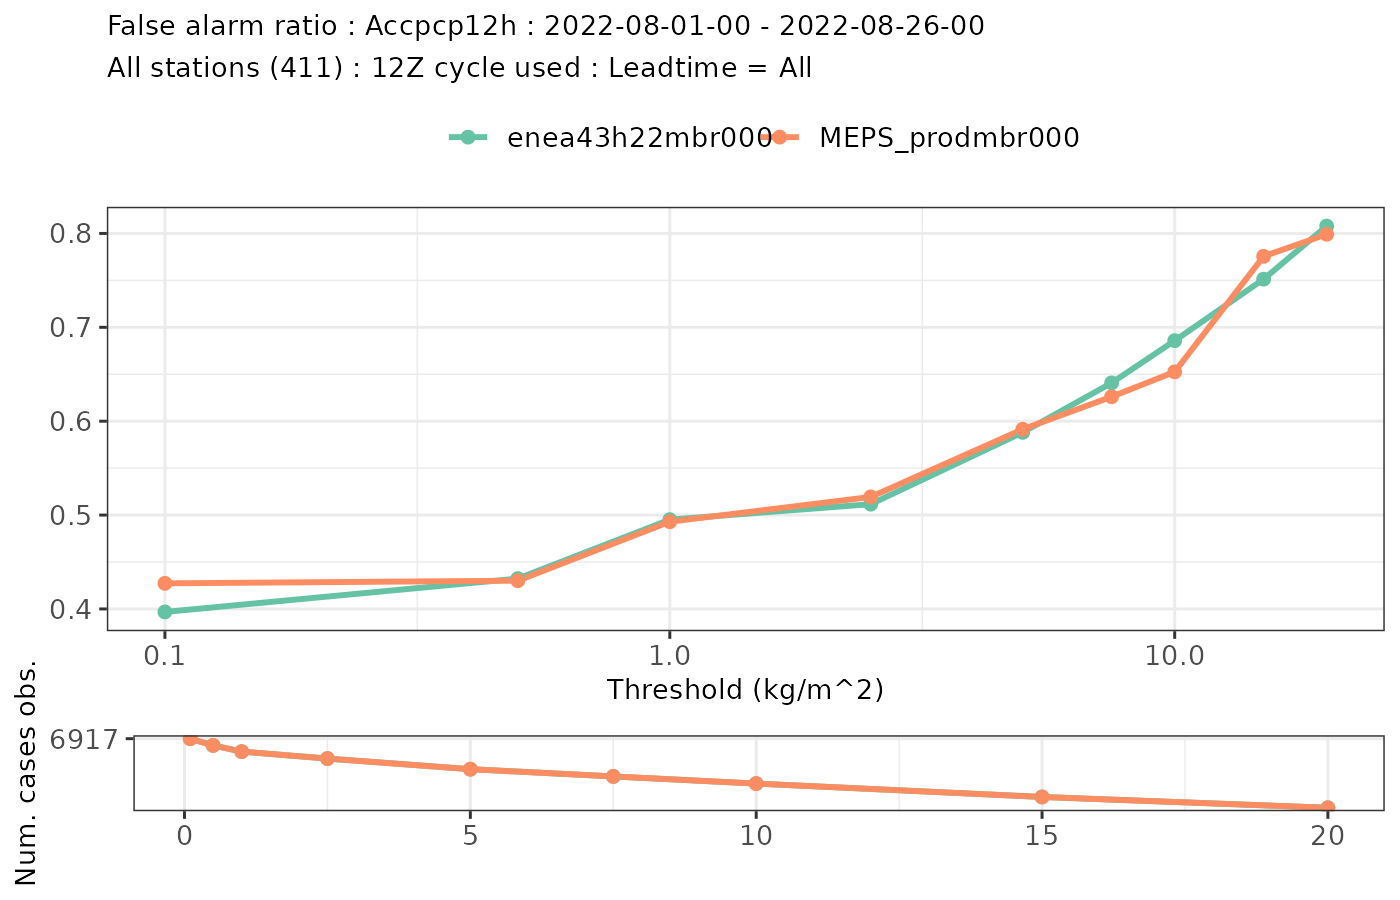 False alarm ratio : Accpcp12h : 2022-08-01-00 - 2022-08-26-00
All stations (411) : 12Z cycle used : Leadtime = All
enea43h22mbr000 MEPS_prodmbr000
0.8
0.7
0.6
0.5
0.4
0.1 1.0 10.0
Threshold (kg/m^2)
Num. cases obs.
6917
0 5 10 15 20